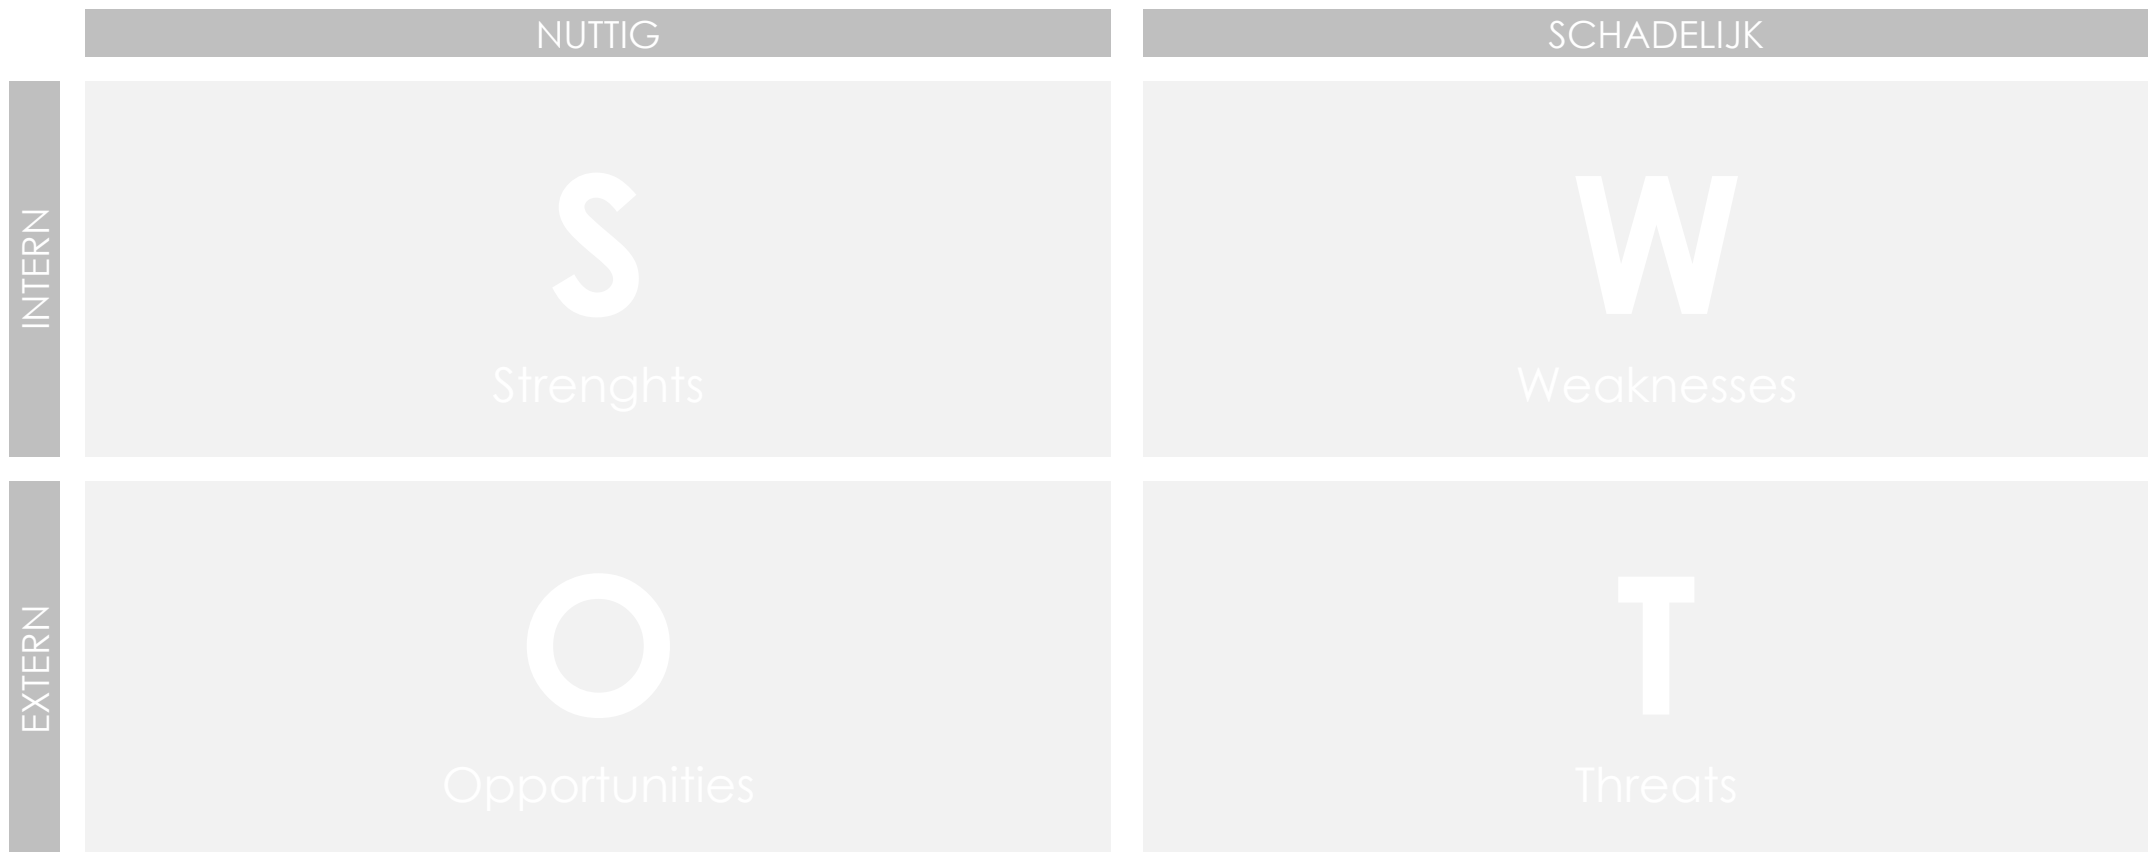 NUTTIG
SCHADELIJK
INTERN
S
Strenghts
W
Weaknesses
EXTERN
O
Opportunities
T
Threats